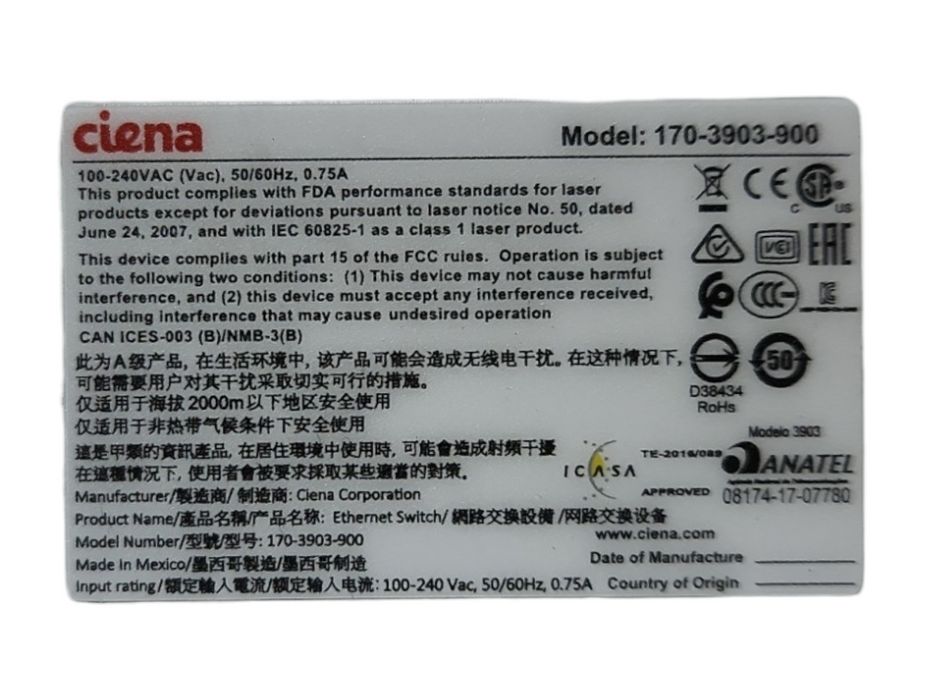 ciena
Model: 170-3903-900
100-240VAC (Vac), 50/60Hz, 0.75A
This product complies with FDA performance standards for laser
products except for deviations pursuant to laser notice No. 50, dated
June 24, 2007, and with IEC 60825-1 as a class 1 laser product.
This device complies with part 15 of the FCC rules. Operation is subject
to the following two conditions: (1) This device may not cause harmful
interference, and (2) this device must accept any interference received,
including interference that may cause undesired operation
CAN ICES-003 (B)/NMB-3(B)
CE
C SA US
VCI EAC
CCC
50
D38434
RoHs
此为A级产品, 在生活环境中, 该产品可能会造成无线电干扰。在这种情况下,
可能需要用户对其干扰采取切实可行的措施。
仅适用于海拔2000m以下地区安全使用
仅适用于非热带气候条件下安全使用
這是甲類的資訊產品, 在居住環境中使用時, 可能會造成射頻干擾
在這種情況下, 使用者會被要求採取某些適當的對策。
ICASA
TE-2016/089
APPROVED
Modelo 3903
ANATEL
08174-17-07780
Manufacturer/製造商/ 制造商: Ciena Corporation
Product Name/產品名稱/产品名称: Ethernet Switch/ 網路交換設備 /网路交换设备
www.ciena.com
Model Number/型號/型号: 170-3903-900
Made in Mexico/墨西哥製造/墨西哥制造
Date of Manufacture
Input rating/額定輸入電流/额定输入电流: 100-240 Vac, 50/60Hz, 0.75A
Country of Origin